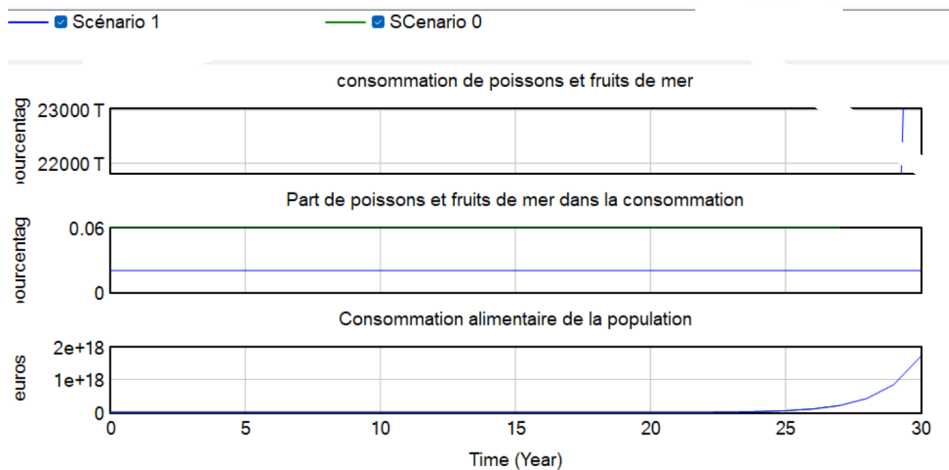 Scénario 1 SCenario 0
consommation de poissons et fruits de mer
23000 T
22000 T
Part de poissons et fruits de mer dans la consommation
0.06
0
Consommation alimentaire de la population
euros
2e+18
1e+18
0
0 5 10 15 20 25 30
Time (Year)